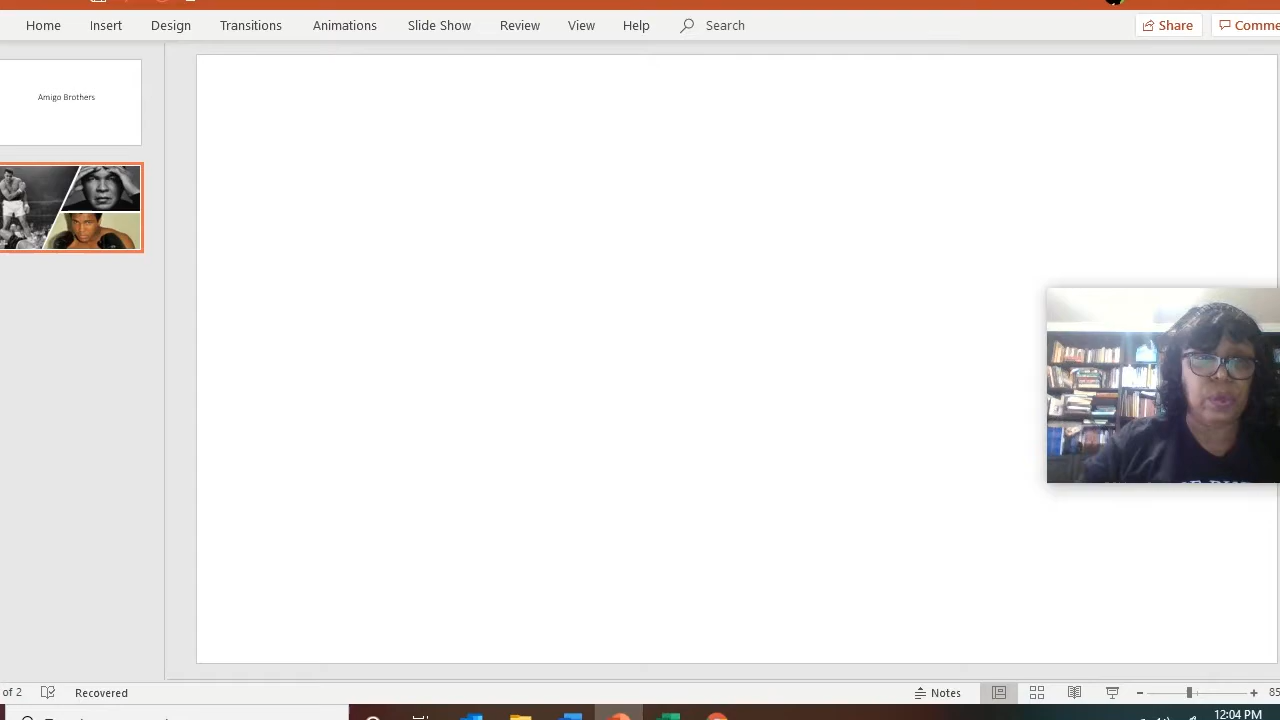 Home Insert Design Transitions Animations Slide Show Review View Help Search Share Comme
Amigo Brothers
of 2 Recovered Notes 85
12:04 PM